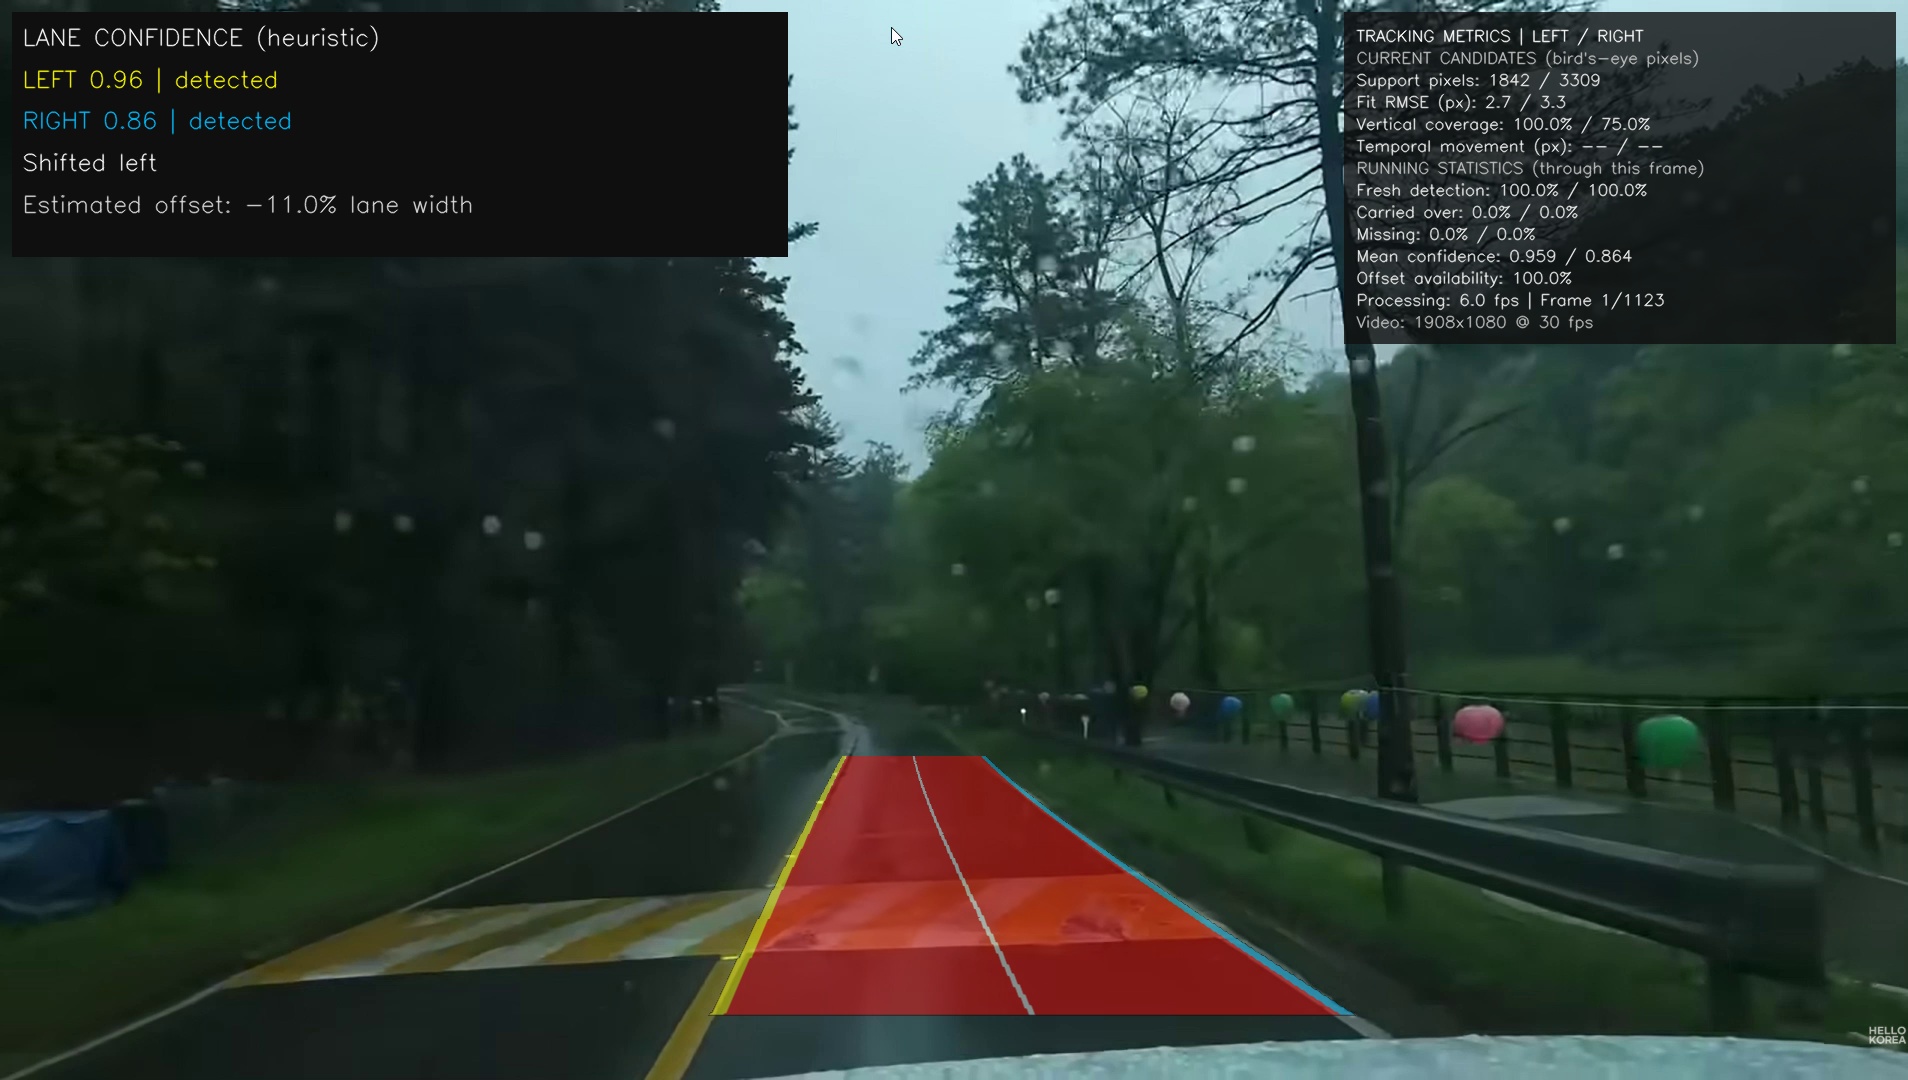 LANE CONFIDENCE (heuristic)
LEFT 0.96 | detected
RIGHT 0.86 | detected
Shifted left
Estimated offset: -11.0% lane width
TRACKING METRICS | LEFT / RIGHT
CURRENT CANDIDATES (bird's-eye pixels)
Support pixels: 1842 / 3309
Fit RMSE (px): 2.7 / 3.3
Vertical coverage: 100.0% / 75.0%
Temporal movement (px): -- / --
RUNNING STATISTICS (through this frame)
Fresh detection: 100.0% / 100.0%
Carried over: 0.0% / 0.0%
Missing: 0.0% / 0.0%
Mean confidence: 0.959 / 0.864
Offset availability: 100.0%
Processing: 6.0 fps | Frame 1/1123
Video: 1908x1080 @ 30 fps
HELLO
KOREA